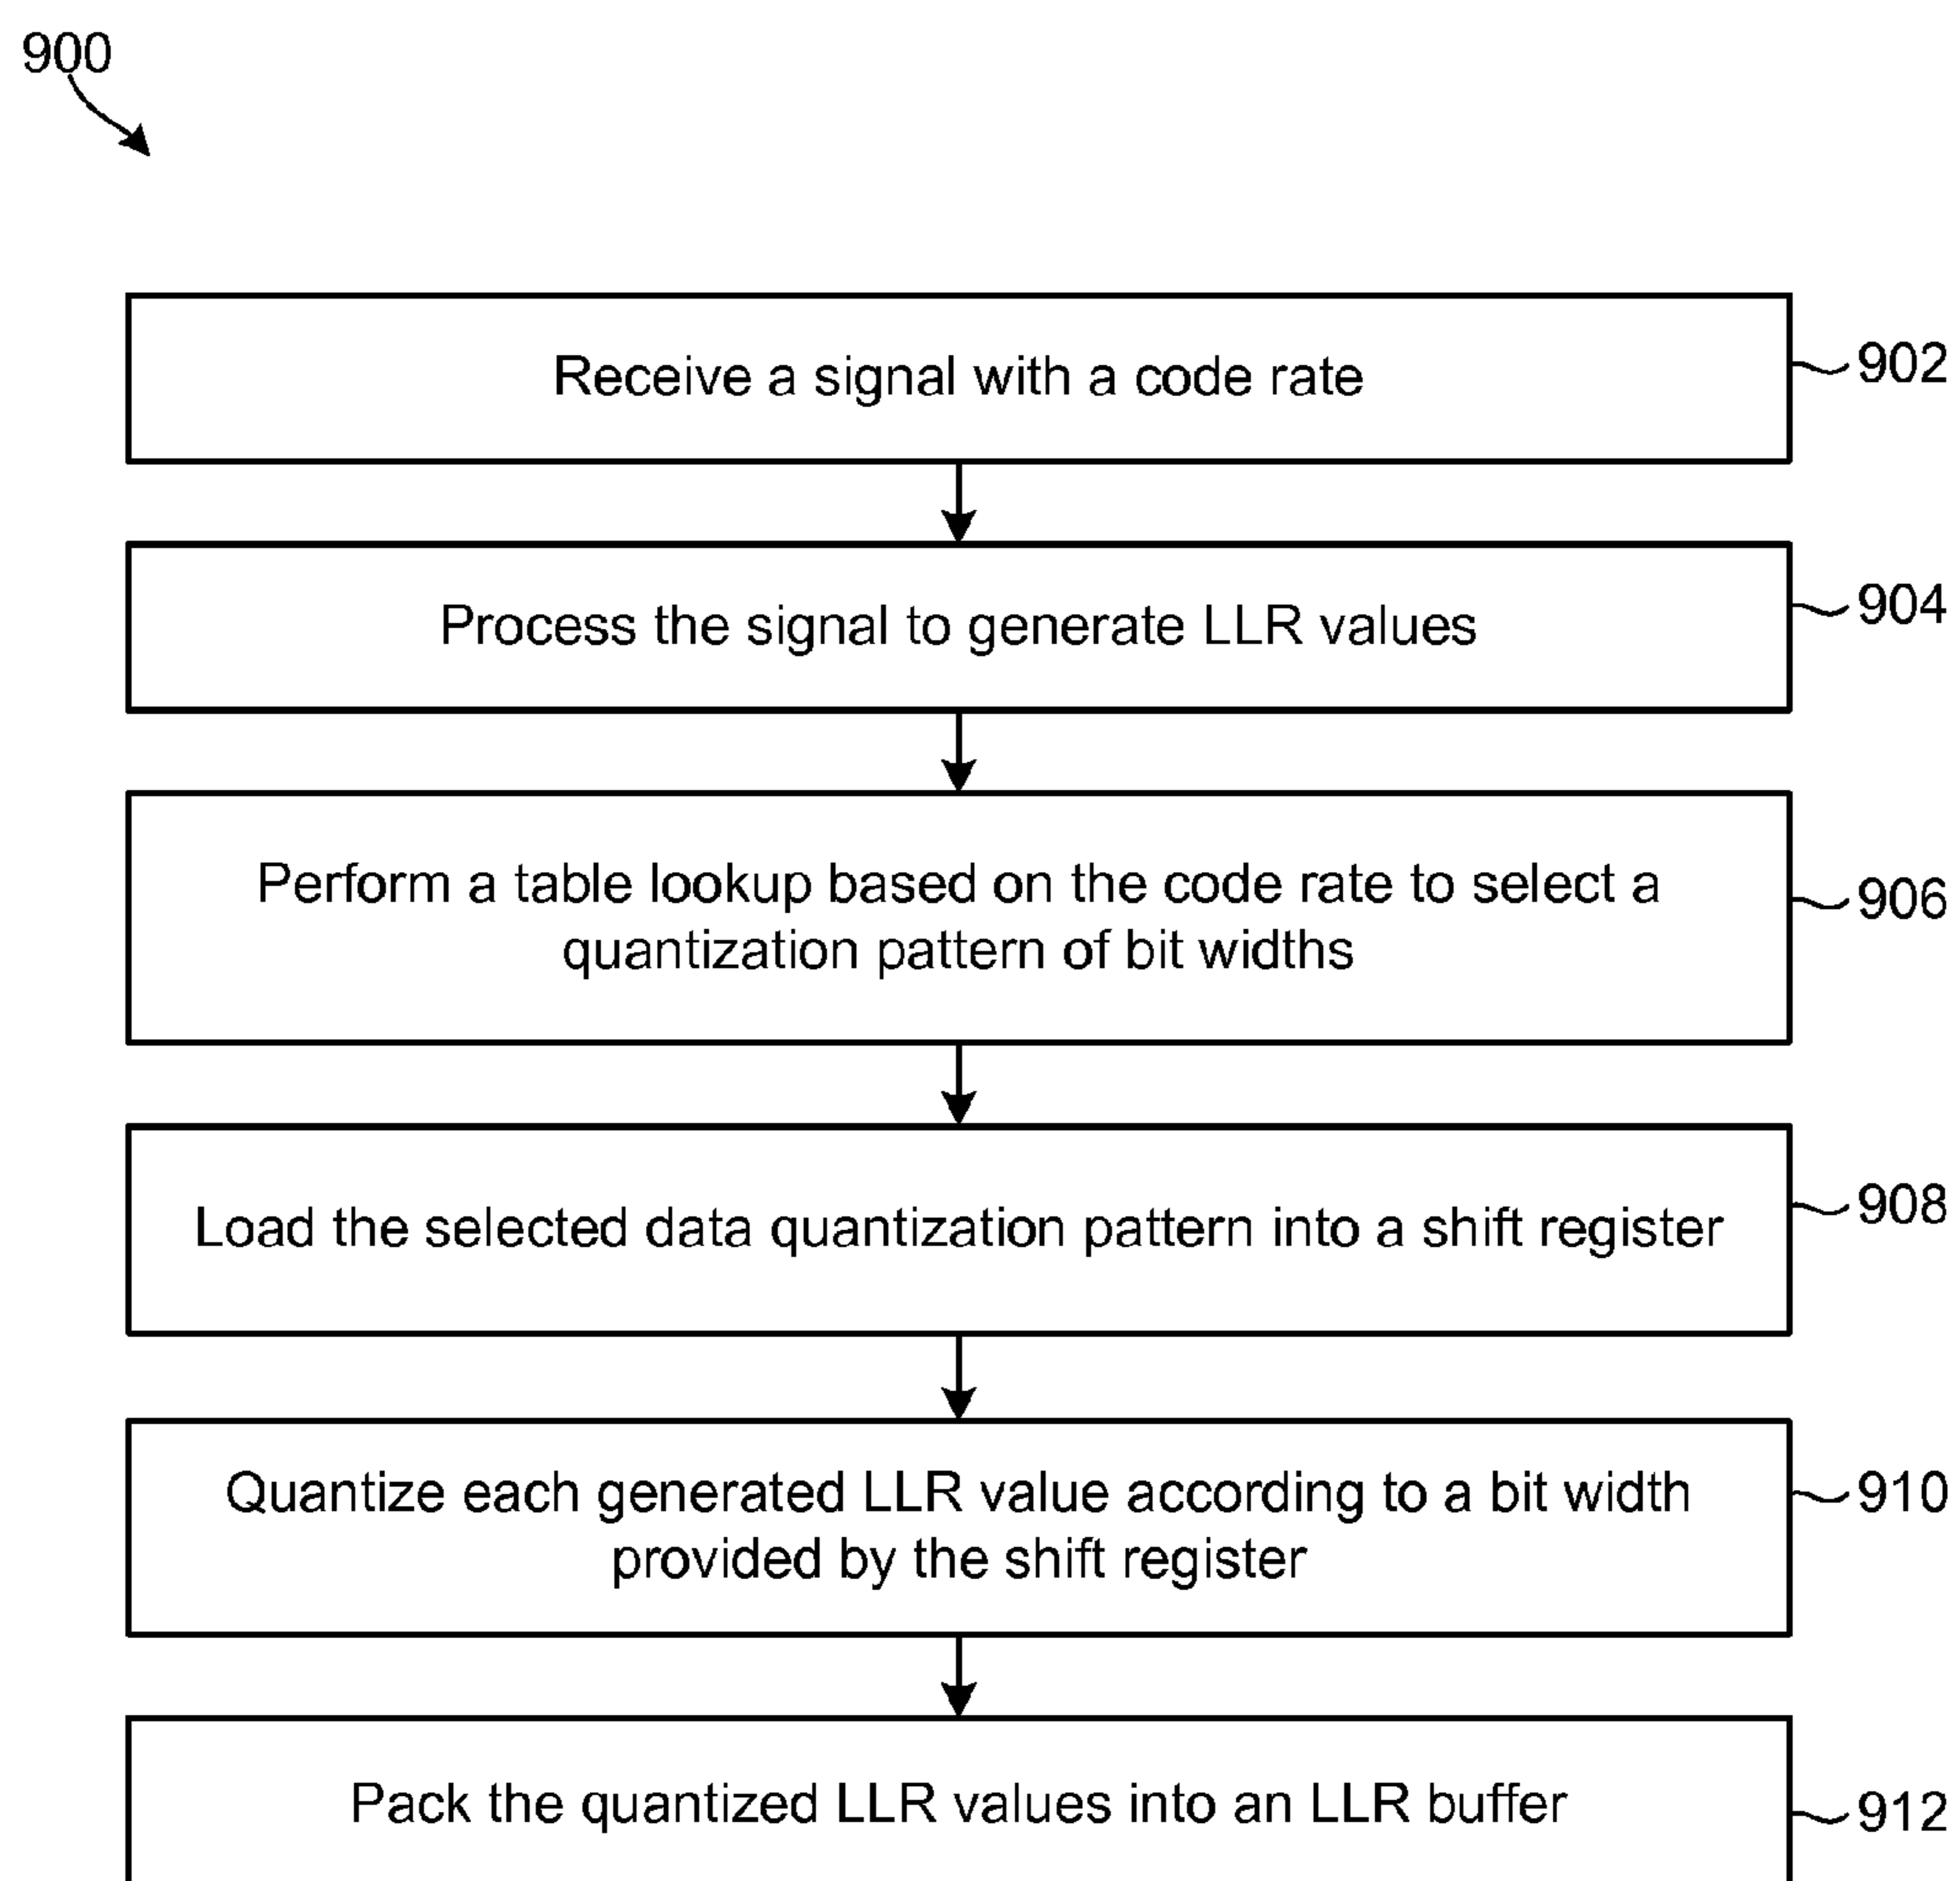 900
Receive a signal with a code rate
902
Process the signal to generate LLR values
904
Perform a table lookup based on the code rate to select a
quantization pattern of bit widths
906
Load the selected data quantization pattern into a shift register
908
Quantize each generated LLR value according to a bit width
provided by the shift register
910
Pack the quantized LLR values into an LLR buffer
912